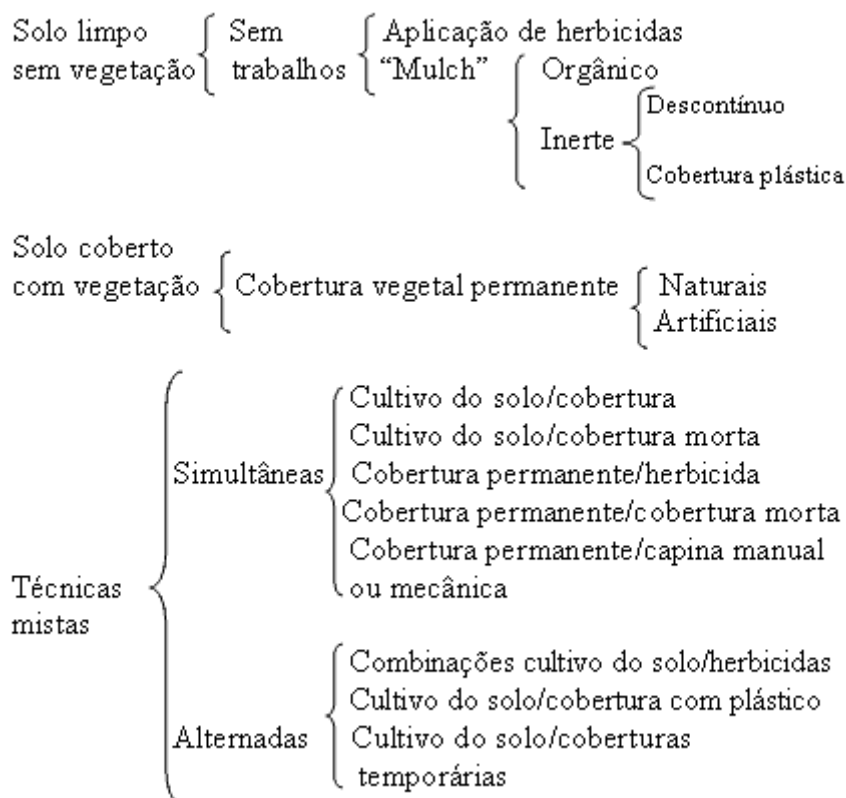 Solo limpo
sem vegetação
Sem
trabalhos
Aplicação de herbicidas
“Mulch”
Orgânico
Inerte
Descontínuo
Cobertura plástica
Solo coberto
com vegetação
Cobertura vegetal permanente
Naturais
Artificiais
Técnicas
mistas
Simultâneas
Cultivo do solo/cobertura
Cultivo do solo/cobertura morta
Cobertura permanente/herbicida
Cobertura permanente/cobertura morta
Cobertura permanente/capina manual
ou mecânica
Alternadas
Combinações cultivo do solo/herbicidas
Cultivo do solo/cobertura com plástico
Cultivo do solo/coberturas
temporárias